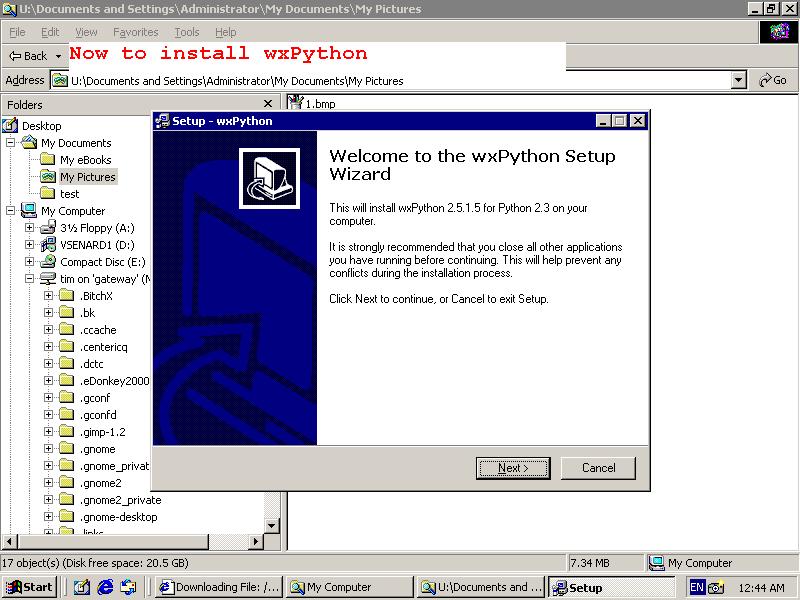 U:\Documents and Settings\Administrator\My Documents\My Pictures
File Edit View Favorites Tools Help
Back
Now to install wxPython
Address U:\Documents and Settings\Administrator\My Documents\My Pictures Go
Folders
1.bmp
Desktop
My Documents
My eBooks
My Pictures
test
My Computer
3½ Floppy (A:)
VSENARD1 (D:)
Compact Disc (E:)
tim on 'gateway' (
.BitchX
.bk
.ccache
.centericq
.dctc
.eDonkey2000
.gconf
.gconfd
.gimp-1.2
.gnome
.gnome_privat
.gnome2
.gnome2_private
.gnome-desktop
.links
Setup - wxPython
Welcome to the wxPython Setup
Wizard
This will install wxPython 2.5.1.5 for Python 2.3 on your
computer.
It is strongly recommended that you close all other applications
you have running before continuing. This will help prevent any
conflicts during the installation process.
Click Next to continue, or Cancel to exit Setup.
Next > Cancel
17 object(s) (Disk free space: 20.5 GB) 7.34 MB My Computer
Start Downloading File: /... My Computer U:\Documents and ... Setup EN 12:44 AM